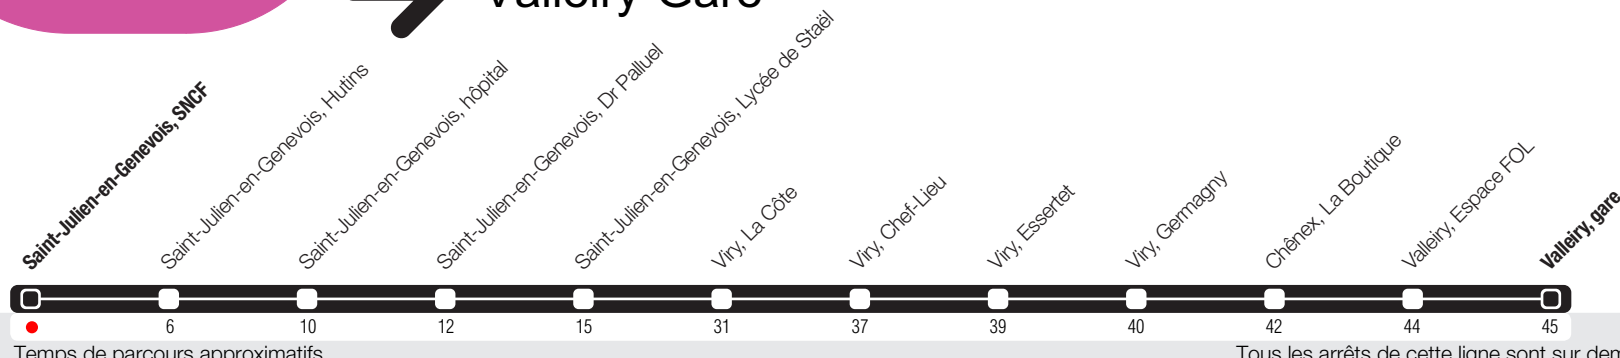 Valleiry Gare
Saint-Julien-en-Genevois, SNCF
Saint-Julien-en-Genevois, Hutins
Saint-Julien-en-Genevois, hôpital
Saint-Julien-en-Genevois, Dr Palluel
Saint-Julien-en-Genevois, Lycée de Staël
Viry, La Côte
Viry, Chef-Lieu
Viry, Essertet
Viry, Germagny
Chênex, La Boutique
Valleiry, Espace FOL
Valleiry, gare
6 10 12 15 31 37 39 40 42 44 45
Temps de parcours approximatifs
Tous les arrêts de cette ligne sont sur